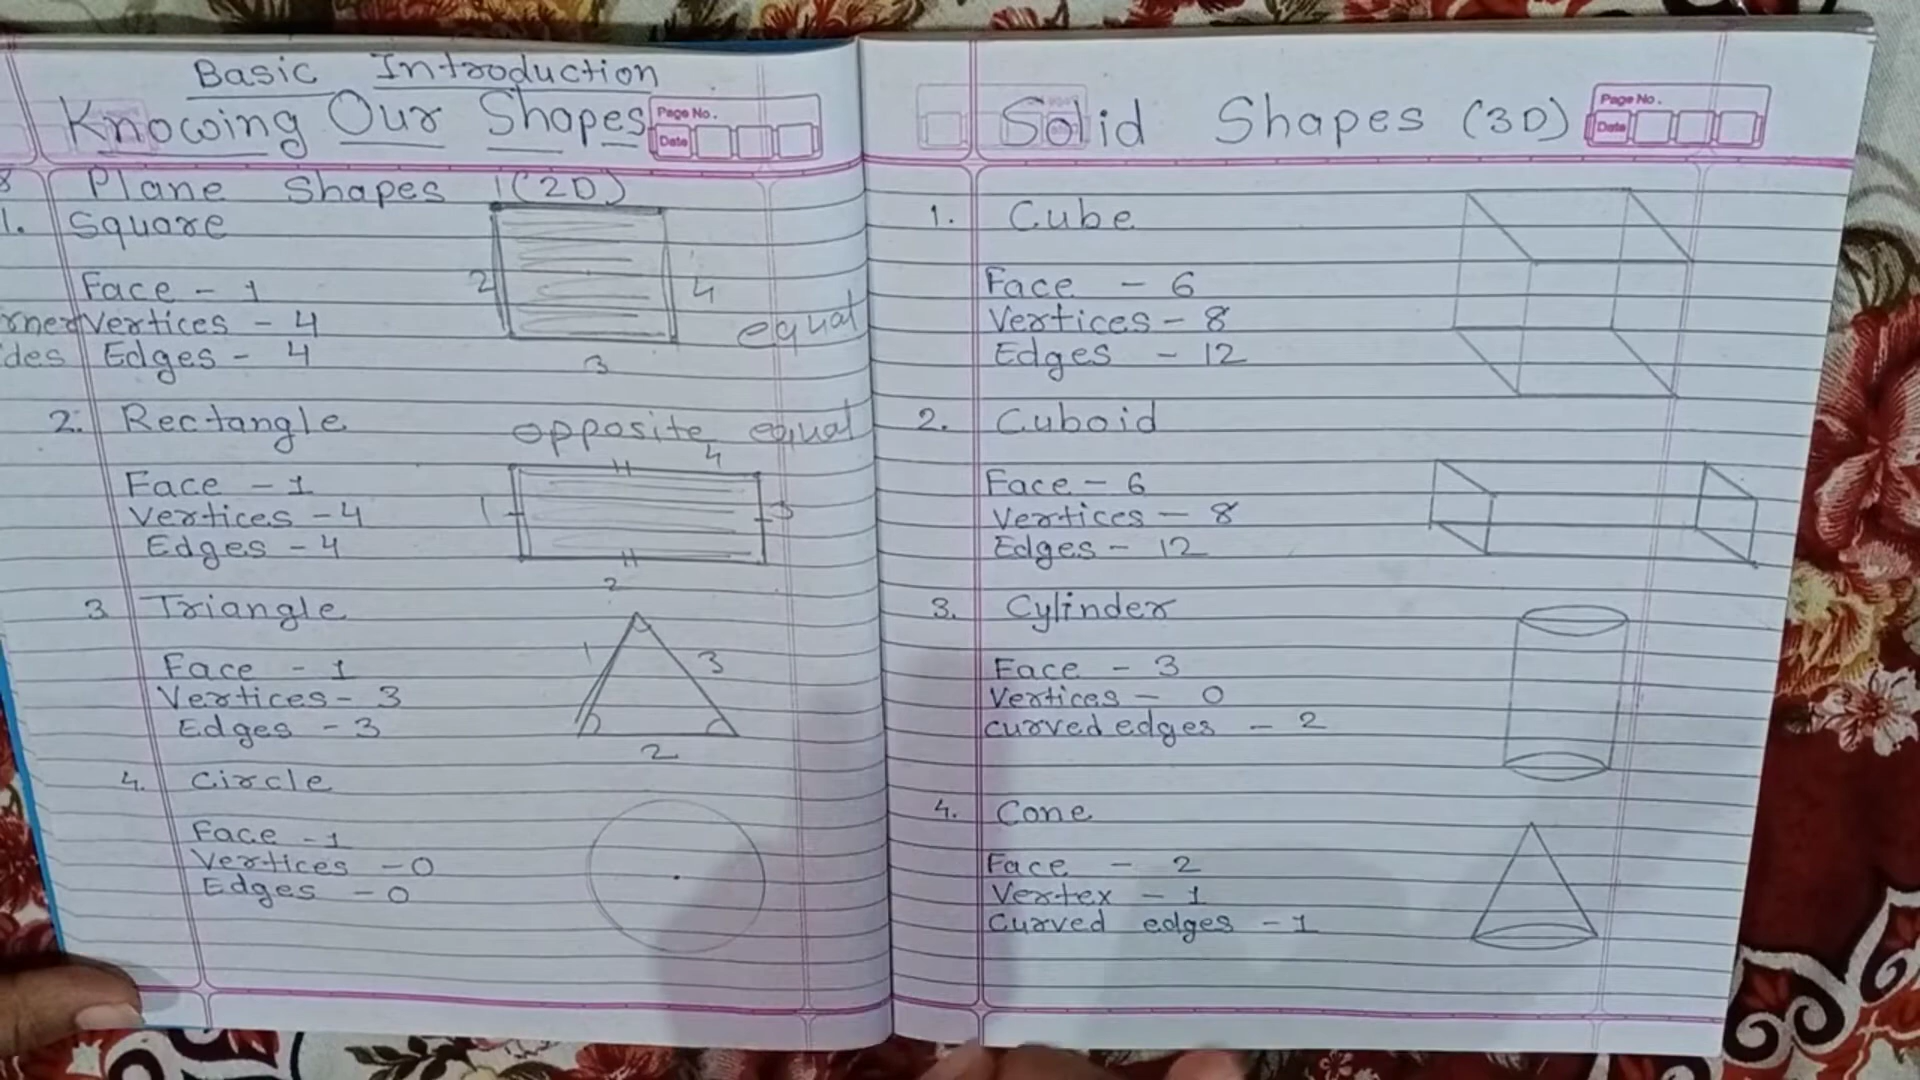 Basic Introduction
Knowing Our Shapes
Page No.
Date
Plane Shapes (2D)
1. Square
Face - 1
Vertices - 4
des Edges - 4
2
4
3
equal
2. Rectangle
opposite equal
Face - 1
Vertices - 4
Edges - 4
1
4
3
2
3 Triangle
Face - 1
Vertices - 3
Edges - 3
1
3
2
4. Circle
Face - 1
Vertices - 0
Edges - 0
Solid Shapes (3D)
Page No.
Date
1. Cube
Face - 6
Vertices - 8
Edges - 12
2. Cuboid
Face - 6
Vertices - 8
Edges - 12
3. Cylinder
Face - 3
Vertices - 0
curved edges - 2
4. Cone
Face - 2
Vertex - 1
Curved edges - 1